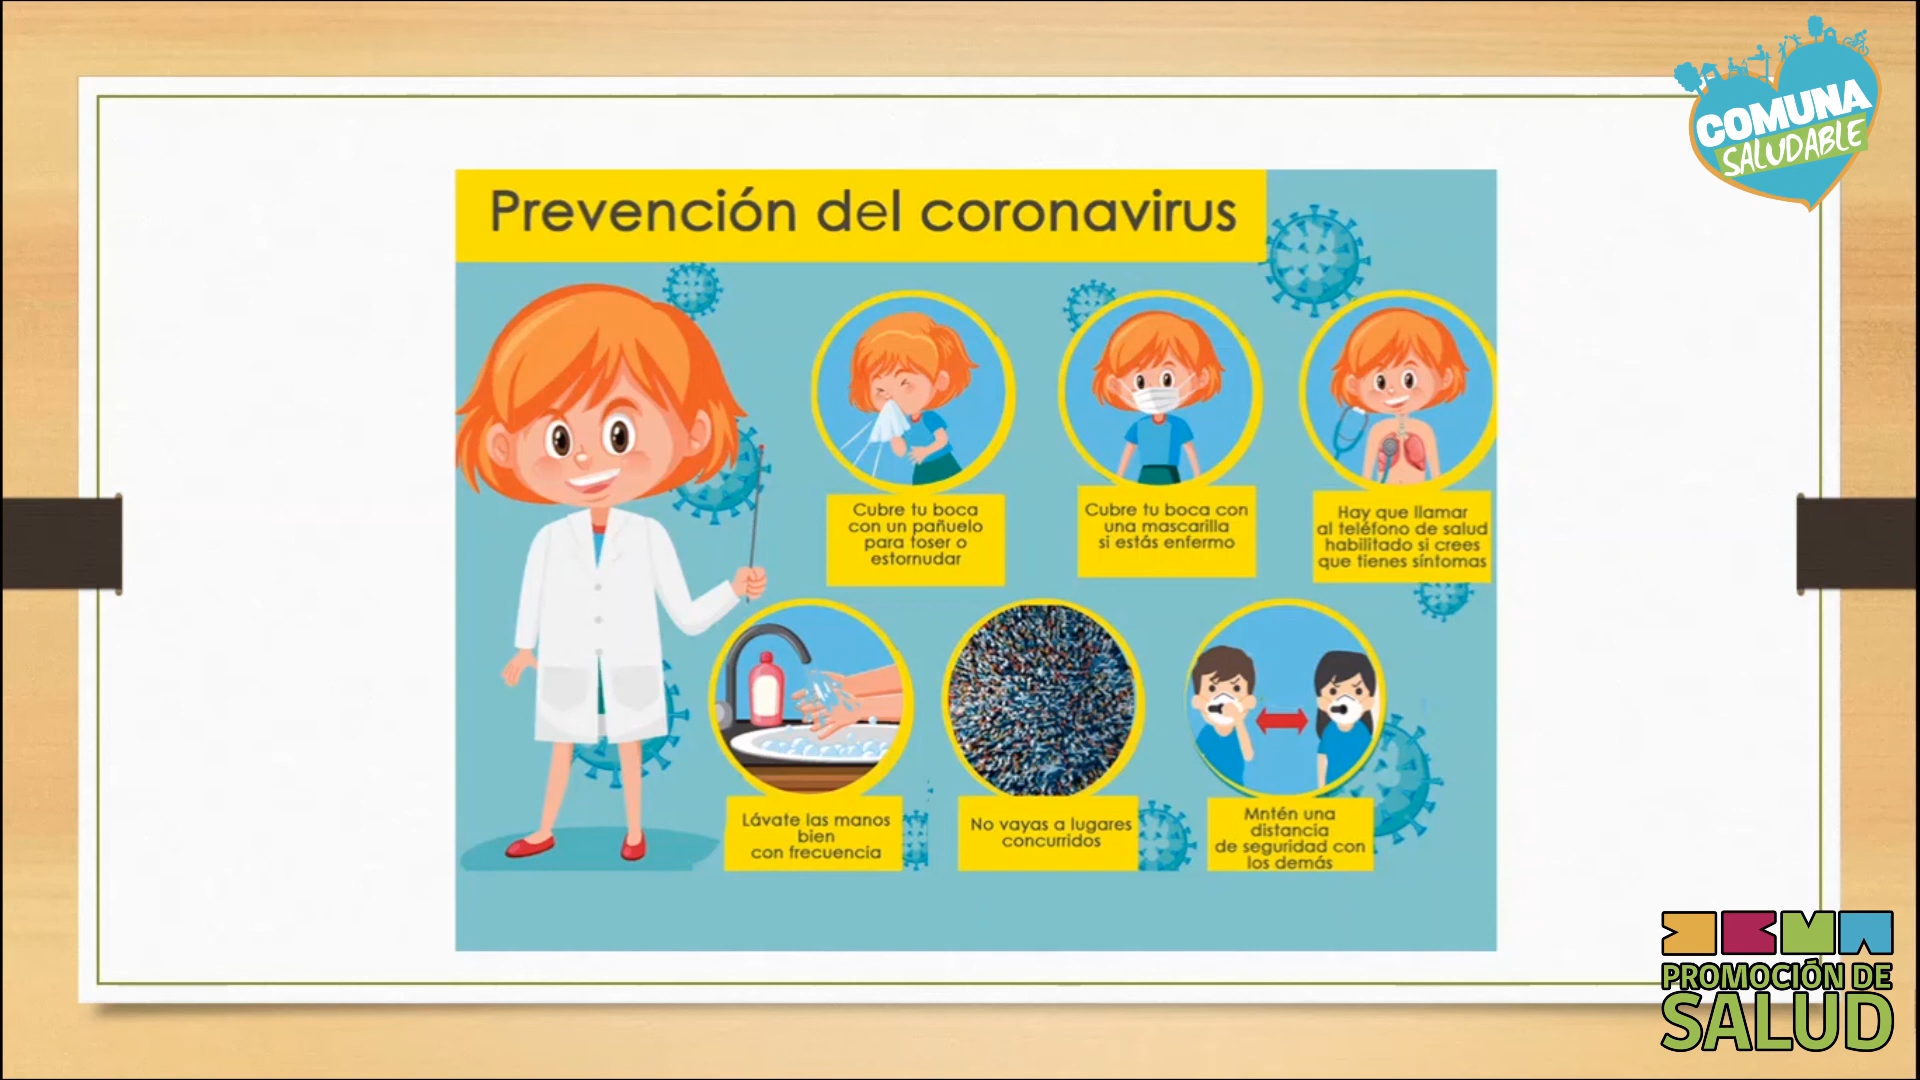 COMUNA
SALUDABLE
Prevención del coronavirus
Cubre tu boca
con un pañuelo
para toser o
estornudar
Cubre tu boca con
una mascarilla
si estás enfermo
Hay que llamar
al teléfono de salud
habilitado si crees
que tienes síntomas
Lávate las manos
bien
con frecuencia
No vayas a lugares
concurridos
Mntén una
distancia
de seguridad con
los demás
PROMOCIÓN DE
SALUD